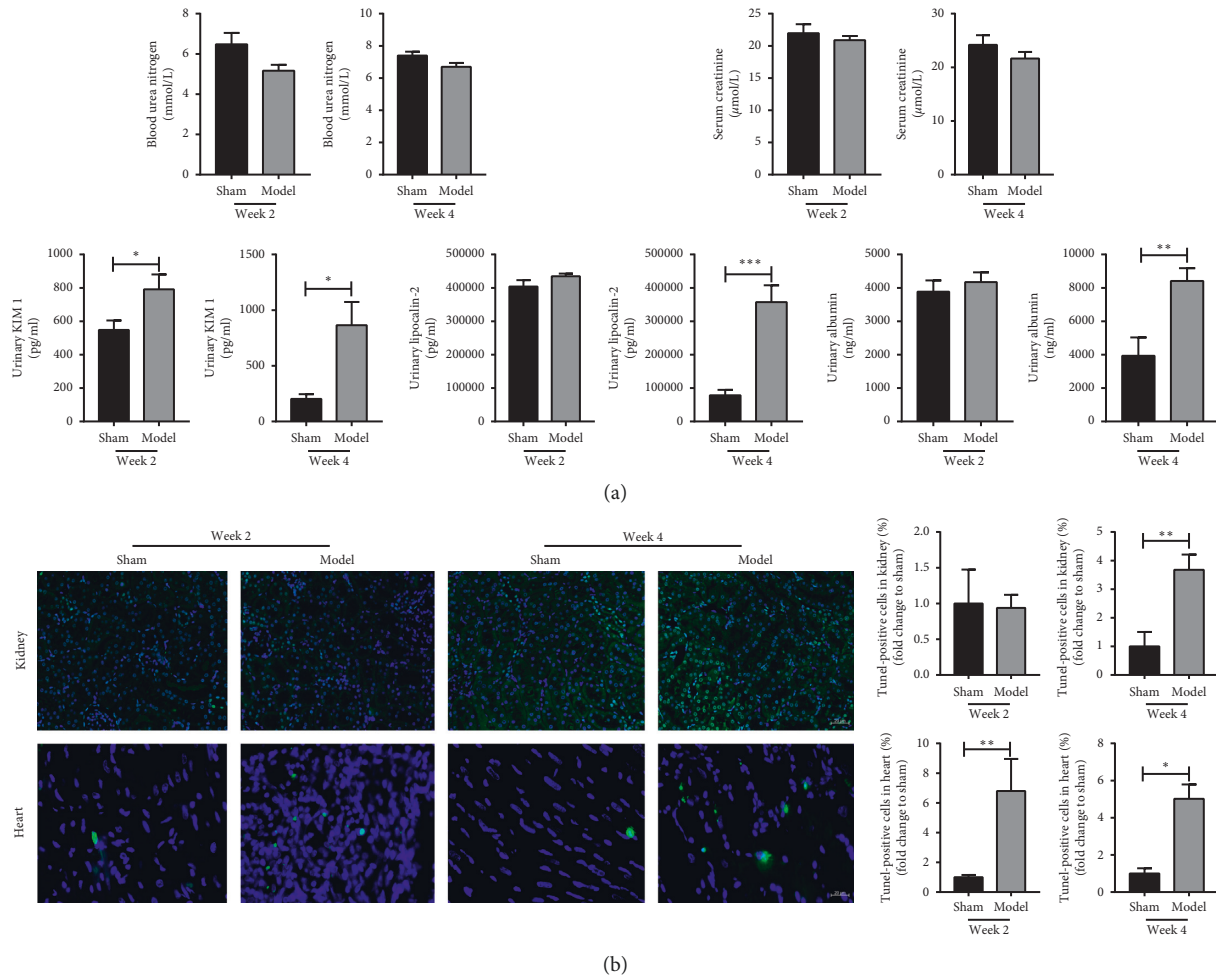 Blood urea nitrogen
(mmol/L)
8
6
4
2
0
Sham Model
Week 2
Blood urea nitrogen
(mmol/L)
10
8
6
4
2
0
Sham Model
Week 4
Serum creatinine
(µmol/L)
25
20
15
10
5
0
Sham Model
Week 2
Serum creatinine
(µmol/L)
30
20
10
0
Sham Model
Week 4
Urinary KIM 1
(pg/ml)
1000
800
600
400
200
0
*
Sham Model
Week 2
Urinary KIM 1
(pg/ml)
1500
1000
500
0
*
Sham Model
Week 4
Urinary lipocalin-2
(pg/ml)
500000
400000
300000
200000
100000
0
Sham Model
Week 2
Urinary lipocalin-2
(pg/ml)
500000
400000
300000
200000
100000
0
***
Sham Model
Week 4
Urinary albumin
(ng/ml)
5000
4000
3000
2000
1000
0
Sham Model
Week 2
Urinary albumin
(ng/ml)
10000
8000
6000
4000
2000
0
**
Sham Model
Week 4
(a)
Week 2
Week 4
Sham Model Sham Model
Kidney
Heart
Tunel-positive cells in kidney (%)
(fold change to sham)
2.0
1.5
1.0
0.5
0.0
Sham Model
Week 2
Tunel-positive cells in kidney (%)
(fold change to sham)
5
4
3
2
1
0
**
Sham Model
Week 4
Tunel-positive cells in heart (%)
(fold change to sham)
10
8
6
4
2
0
**
Sham Model
Week 2
Tunel-positive cells in heart (%)
(fold change to sham)
8
6
4
2
0
*
Sham Model
Week 4
(b)